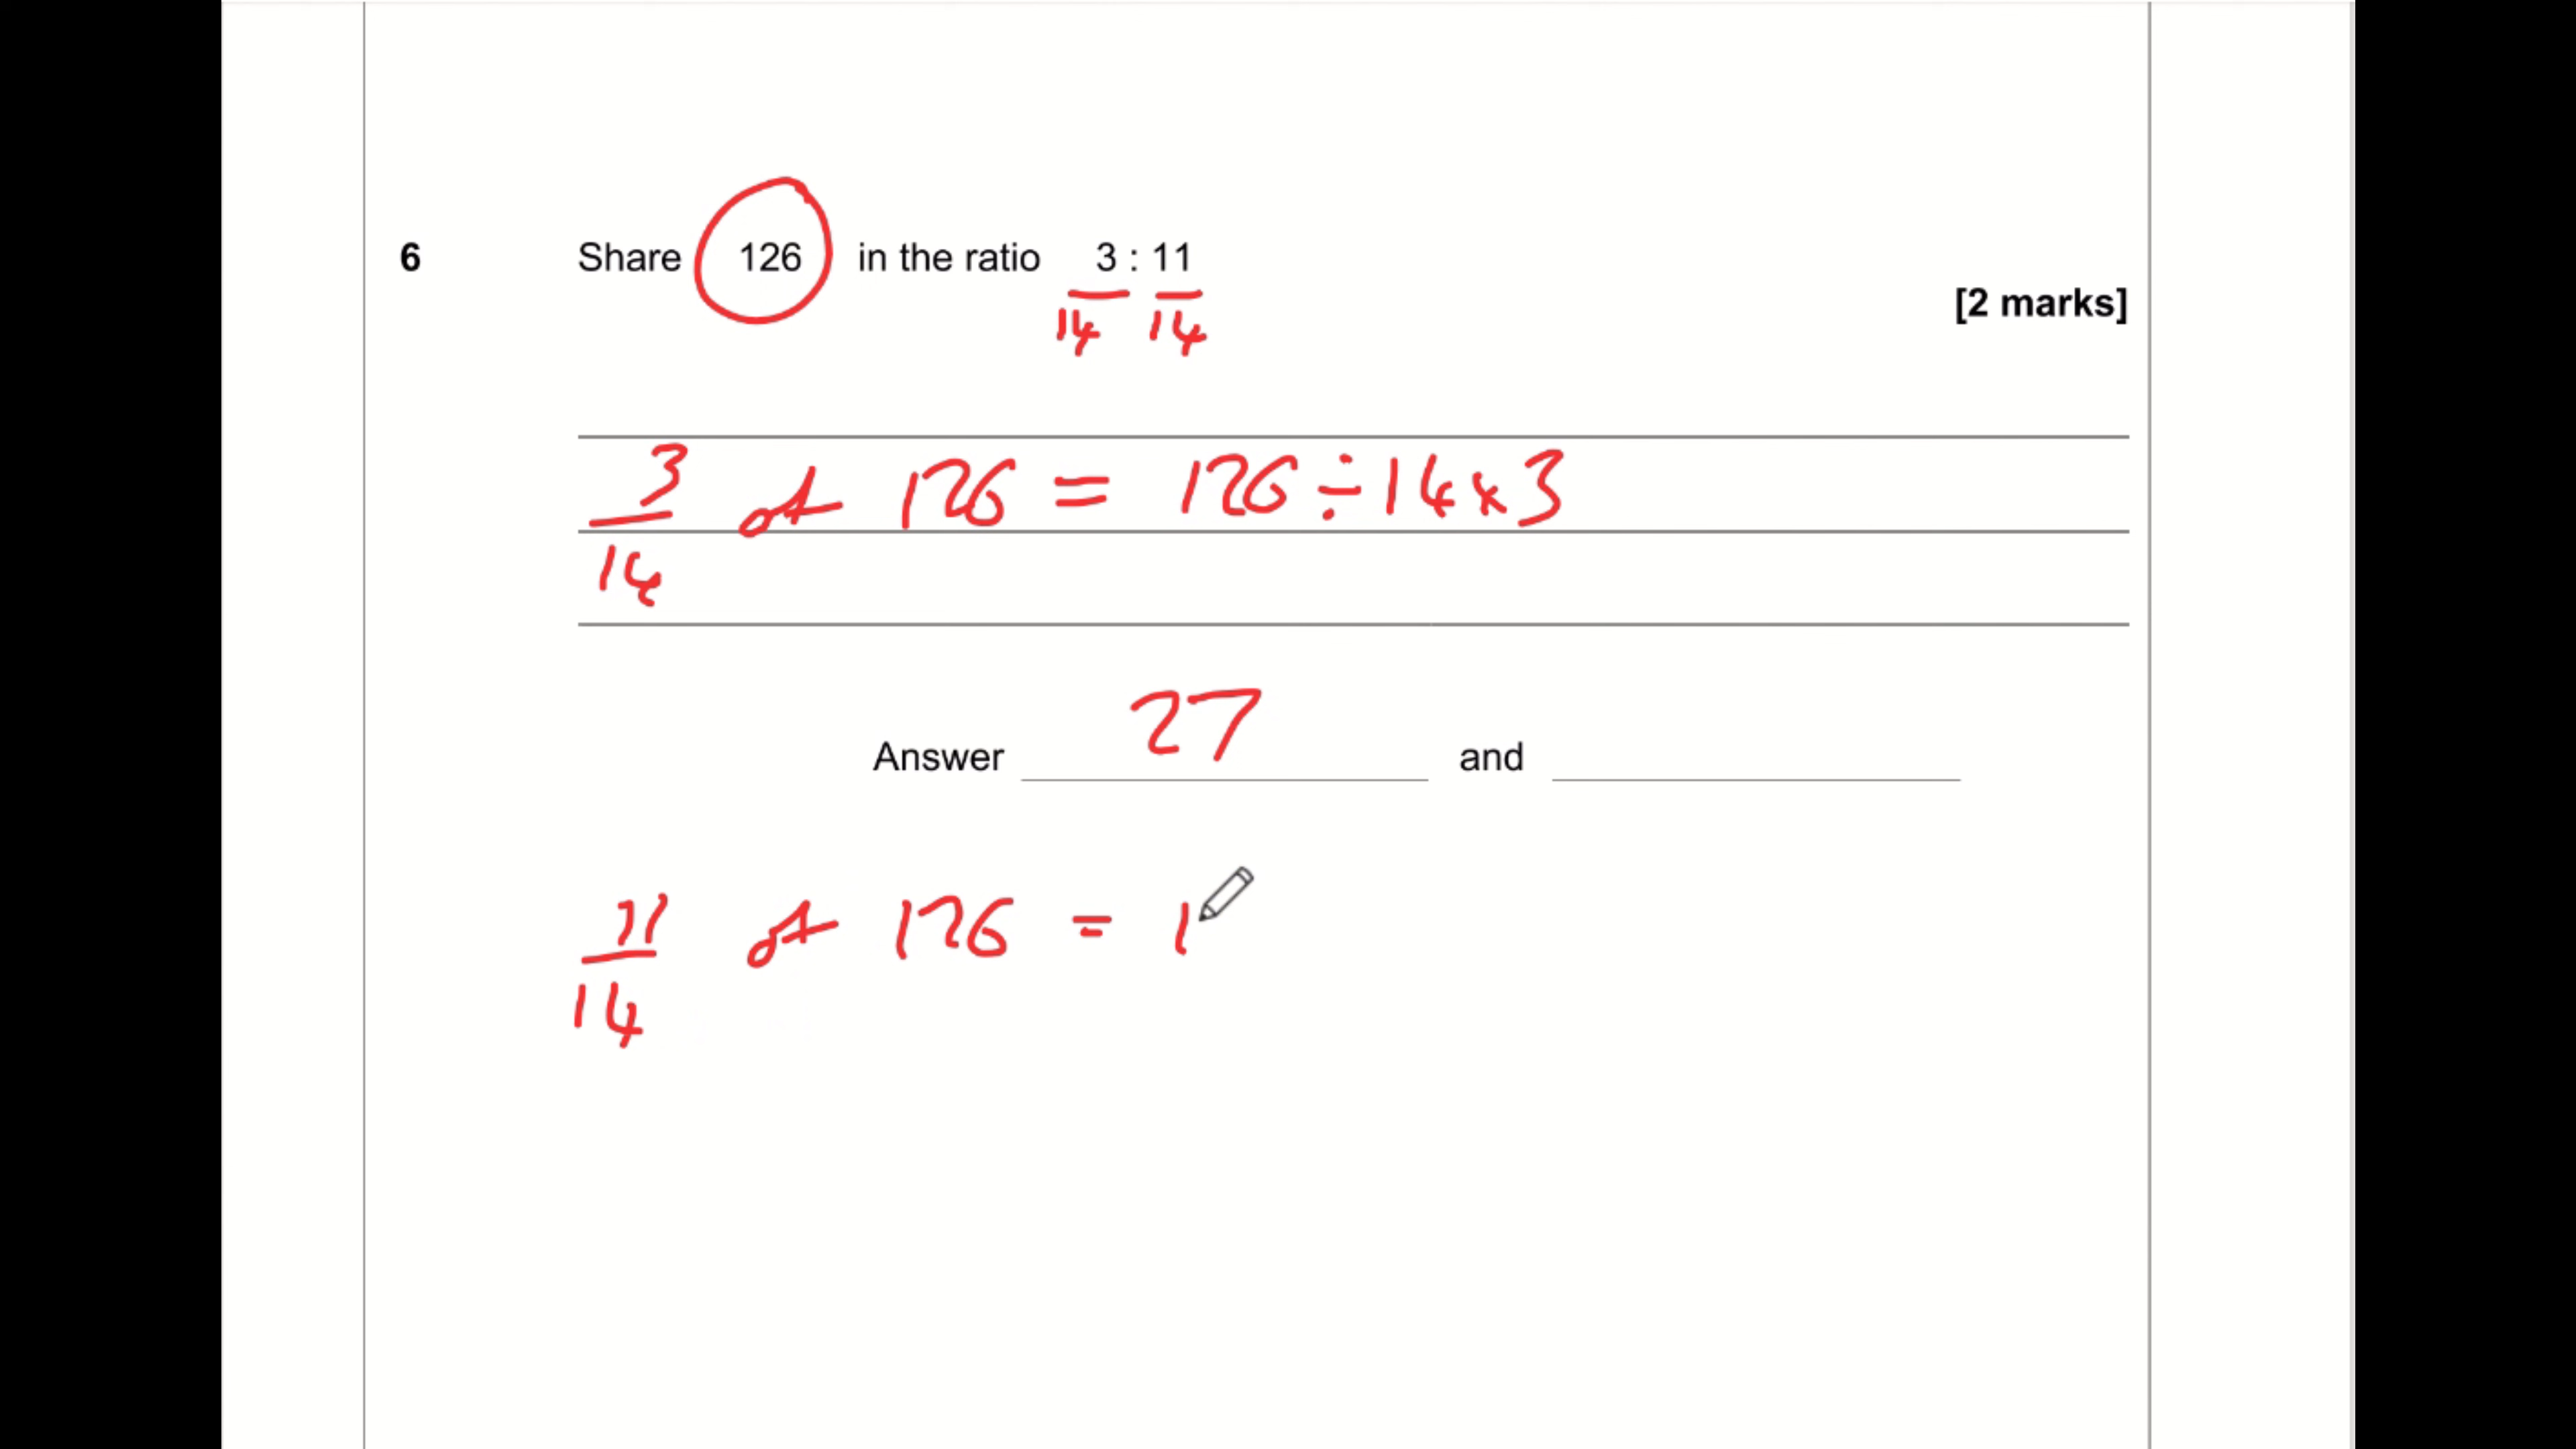 6 Share 126 in the ratio 3 : 11
14 14
[2 marks]
3/14 of 126 = 126 ÷ 14 x 3
Answer 27 and
11/14 of 126 = 1